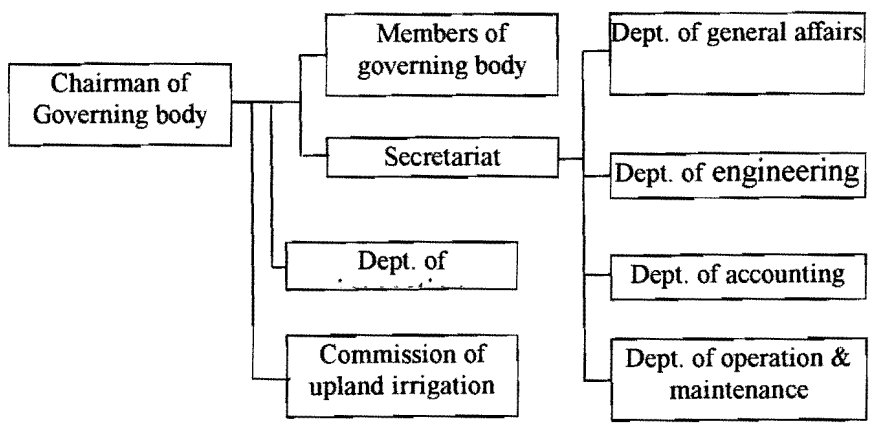 Chairman of
Governing body
Members of
governing body
Secretariat
Dept. of
Commission of
upland irrigation
Dept. of general affairs
Dept. of engineering
Dept. of accounting
Dept. of operation &
maintenance